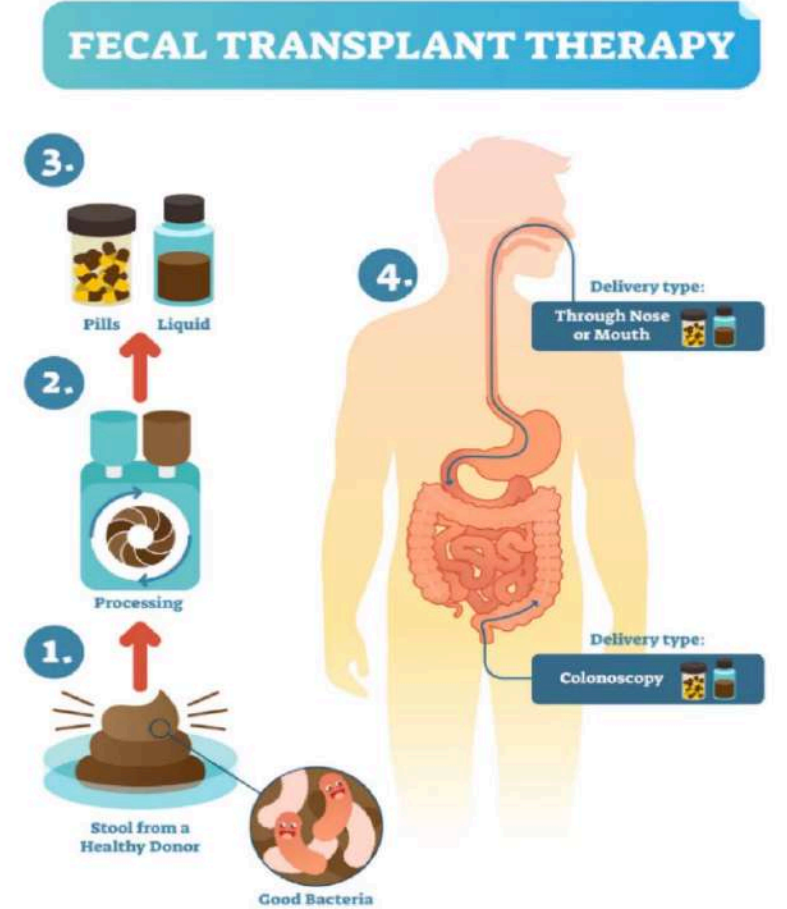 FECAL TRANSPLANT THERAPY
3.
Pills
Liquid
2.
Processing
1.
Stool from a
Healthy Donor
Good Bacteria
4.
Delivery type:
Through Nose
or Mouth
Delivery type:
Colonoscopy